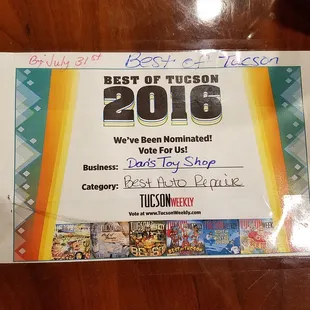 By July 31st Best of Tucson
BEST OF TUCSON
2016
We've Been Nominated!
Vote For Us!
Business: Dan's Toy Shop
Category: Best Auto Repair
TUCSON WEEKLY
Vote at www.TucsonWeekly.com